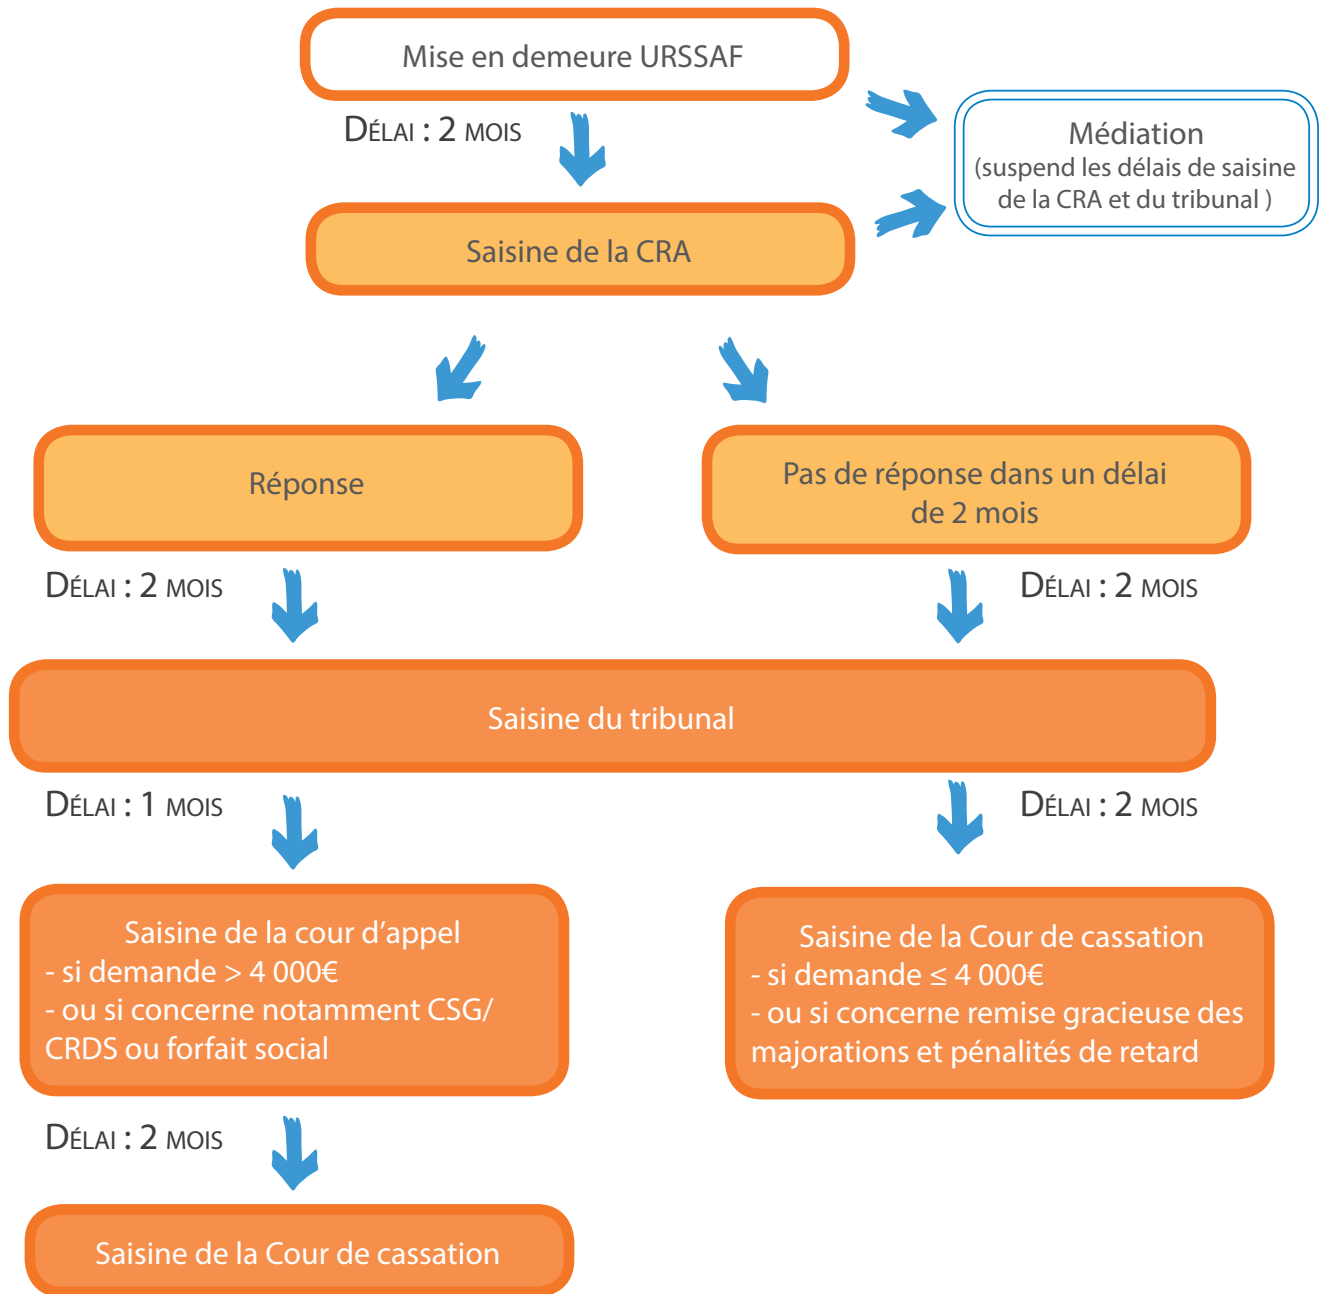 Mise en demeure URSSAF
DÉLAI : 2 MOIS
Médiation
(suspend les délais de saisine
de la CRA et du tribunal )
Saisine de la CRA
Réponse
Pas de réponse dans un délai
de 2 mois
DÉLAI : 2 MOIS
DÉLAI : 2 MOIS
Saisine du tribunal
DÉLAI : 1 MOIS
DÉLAI : 2 MOIS
Saisine de la cour d’appel
- si demande > 4 000€
- ou si concerne notamment CSG/
CRDS ou forfait social
Saisine de la Cour de cassation
- si demande ≤ 4 000€
- ou si concerne remise gracieuse des
majorations et pénalités de retard
DÉLAI : 2 MOIS
Saisine de la Cour de cassation